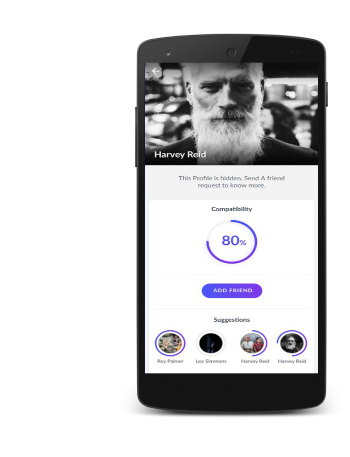 Harvey Reid
This Profile is hidden, Send A friend
request to know more.
Compatibility
80%
ADD FRIEND
Suggestions
Roy Palmer
Leo Simmons
Harvey Reid
Harvey Reid